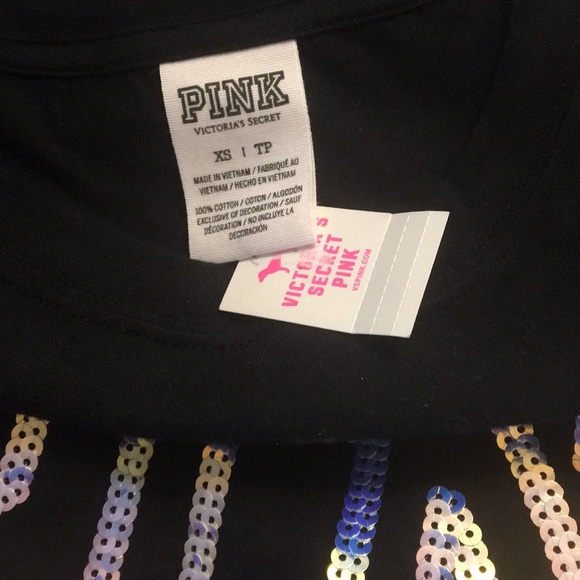 PINK
VICTORIA'S SECRET
XS | TP
MADE IN VIETNAM / FABRIQUÉ AU
VIETNAM / HECHO EN VIETNAM
100% COTTON / COTON / ALGODÓN
EXCLUSIVE OF DECORATION / SAUF
DÉCORATION / NO INCLUYE LA
DECORACIÓN
VICTORIA'S
SECRET
PINK
VSPINK.COM